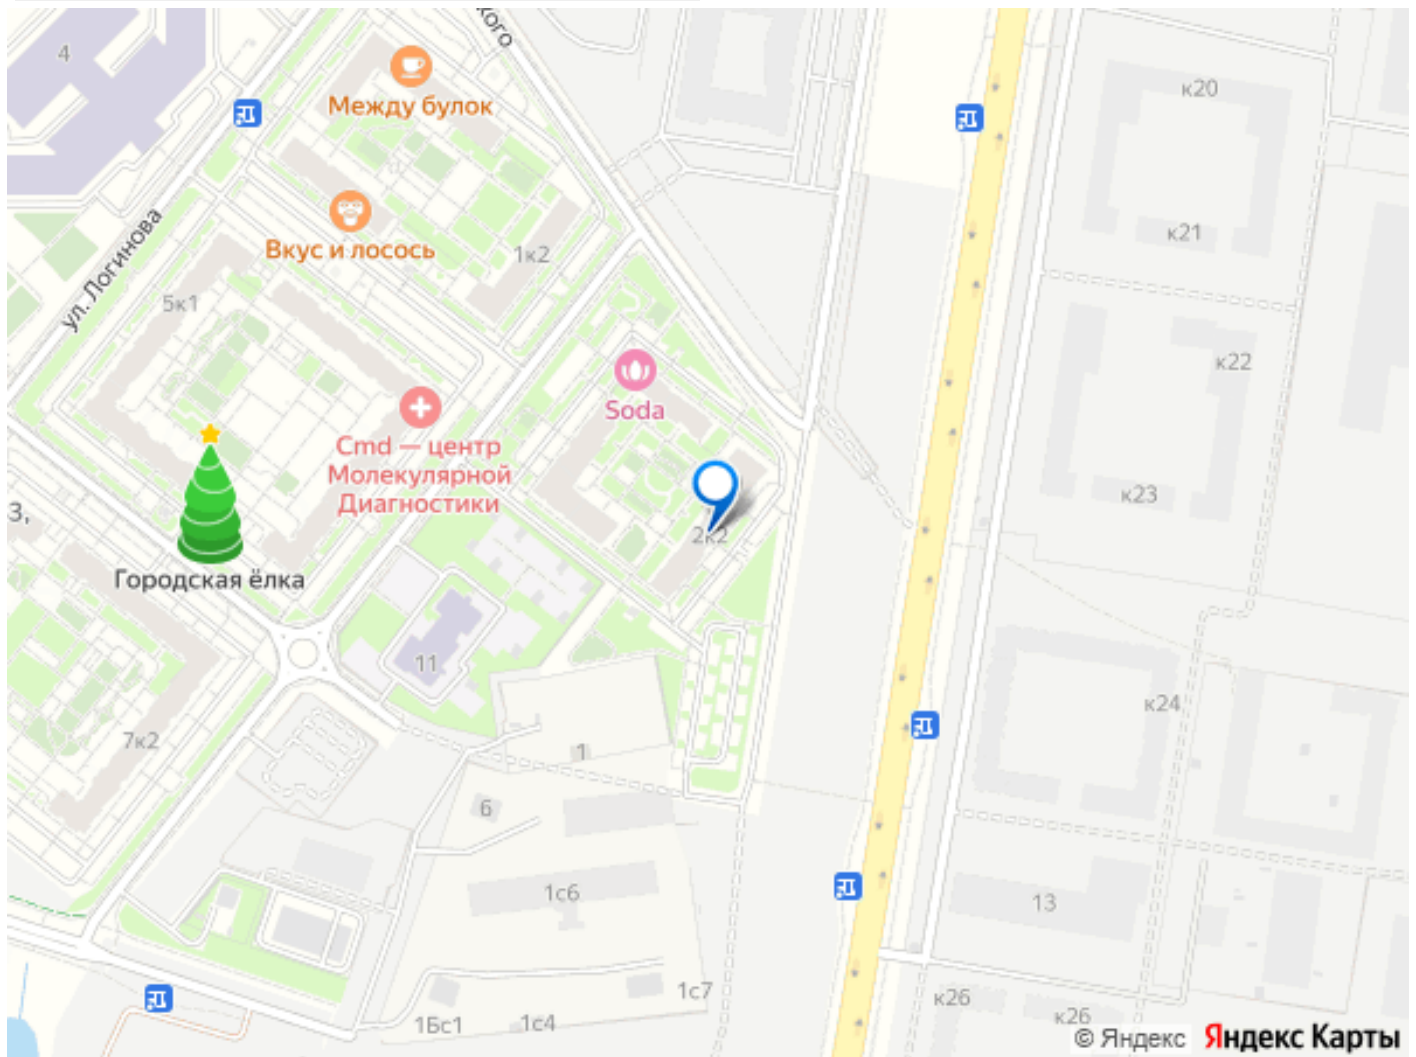 4
кого
Между булок
к20
ул. Логинова
Вкус и лосось
1к2
к21
5к1
к22
Soda
Cmd — центр
Молекулярной
Диагностики
к23
3,
2к2
Городская ёлка
11
к24
7к2
1
6
1с6
13
1с7
к26
1Бс1
1с4
к26
© Яндекс Яндекс Карты